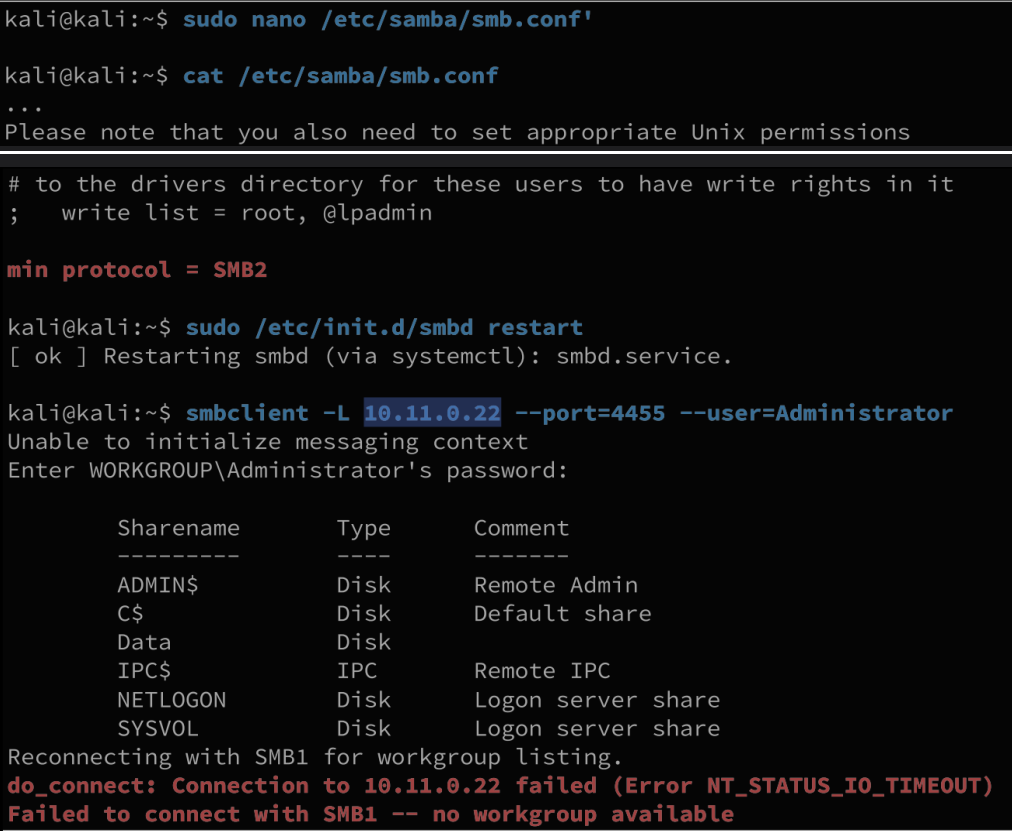 kali@kali:~$ sudo nano /etc/samba/smb.conf'
kali@kali:~$ cat /etc/samba/smb.conf
...
Please note that you also need to set appropriate Unix permissions
# to the drivers directory for these users to have write rights in it
;   write list = root, @lpadmin
min protocol = SMB2
kali@kali:~$ sudo /etc/init.d/smbd restart
[ ok ] Restarting smbd (via systemctl): smbd.service.
kali@kali:~$ smbclient -L 10.11.0.22 --port=4455 --user=Administrator
Unable to initialize messaging context
Enter WORKGROUP\Administrator's password:
        Sharename       Type      Comment
        ---------       ----      -------
        ADMIN$          Disk      Remote Admin
        C$              Disk      Default share
        Data            Disk
        IPC$            IPC       Remote IPC
        NETLOGON        Disk      Logon server share
        SYSVOL          Disk      Logon server share
Reconnecting with SMB1 for workgroup listing.
do_connect: Connection to 10.11.0.22 failed (Error NT_STATUS_IO_TIMEOUT)
Failed to connect with SMB1 -- no workgroup available